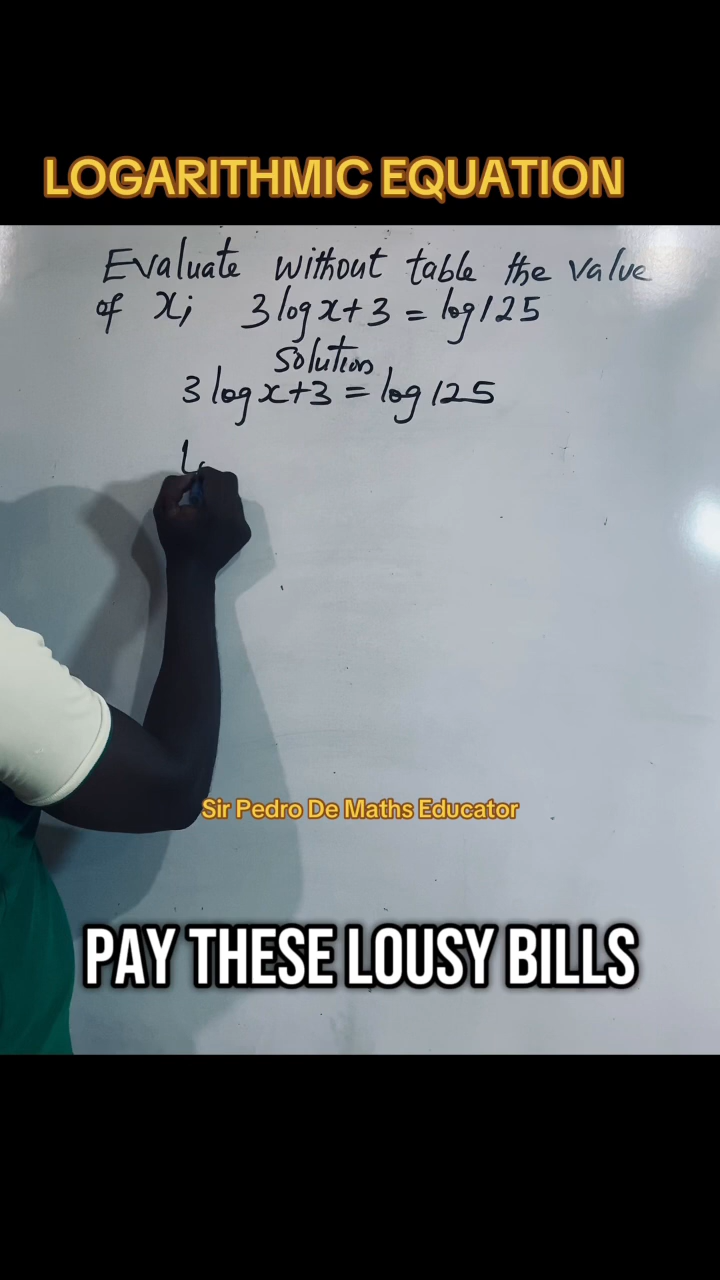 LOGARITHMIC EQUATION
Evaluate without table the value
of x; 3 log x + 3 = log 125
Solution
3 log x + 3 = log 125
Sir Pedro De Maths Educator
PAY THESE LOUSY BILLS